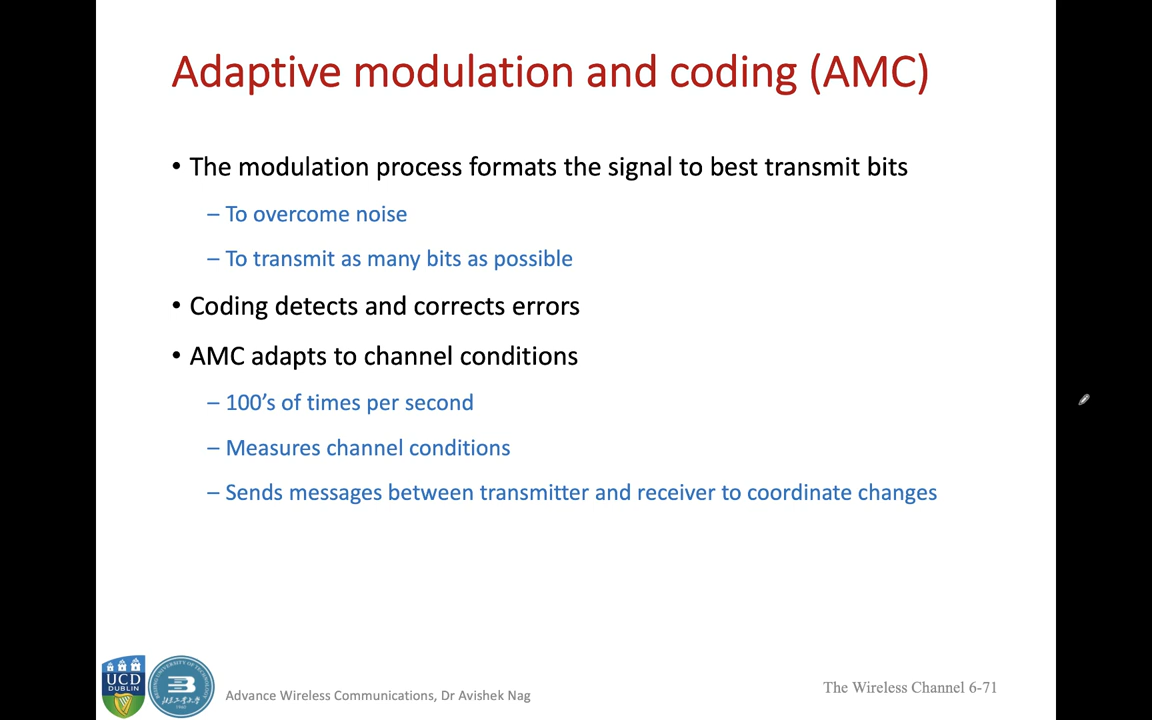 Adaptive modulation and coding (AMC)
• The modulation process formats the signal to best transmit bits
– To overcome noise
– To transmit as many bits as possible
• Coding detects and corrects errors
• AMC adapts to channel conditions
– 100’s of times per second
– Measures channel conditions
– Sends messages between transmitter and receiver to coordinate changes
UCD
DUBLIN
Advance Wireless Communications, Dr Avishek Nag
The Wireless Channel 6-71